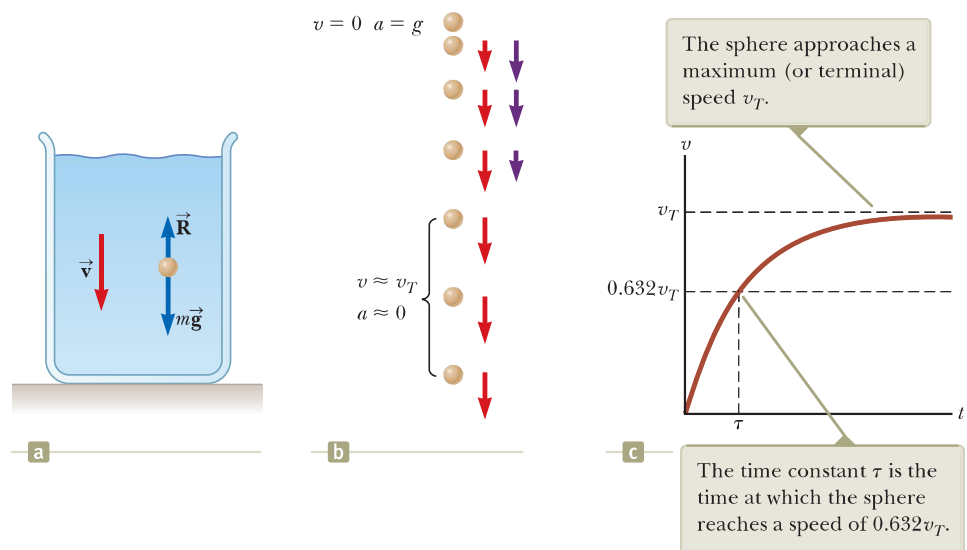 v = 0 a = g
The sphere approaches a
maximum (or terminal)
speed v_T.
v
v_T
0.632v_T
τ
t
R⃗
v⃗
mg⃗
v ≈ v_T
a ≈ 0
a
b
c
The time constant τ is the
time at which the sphere
reaches a speed of 0.632v_T.